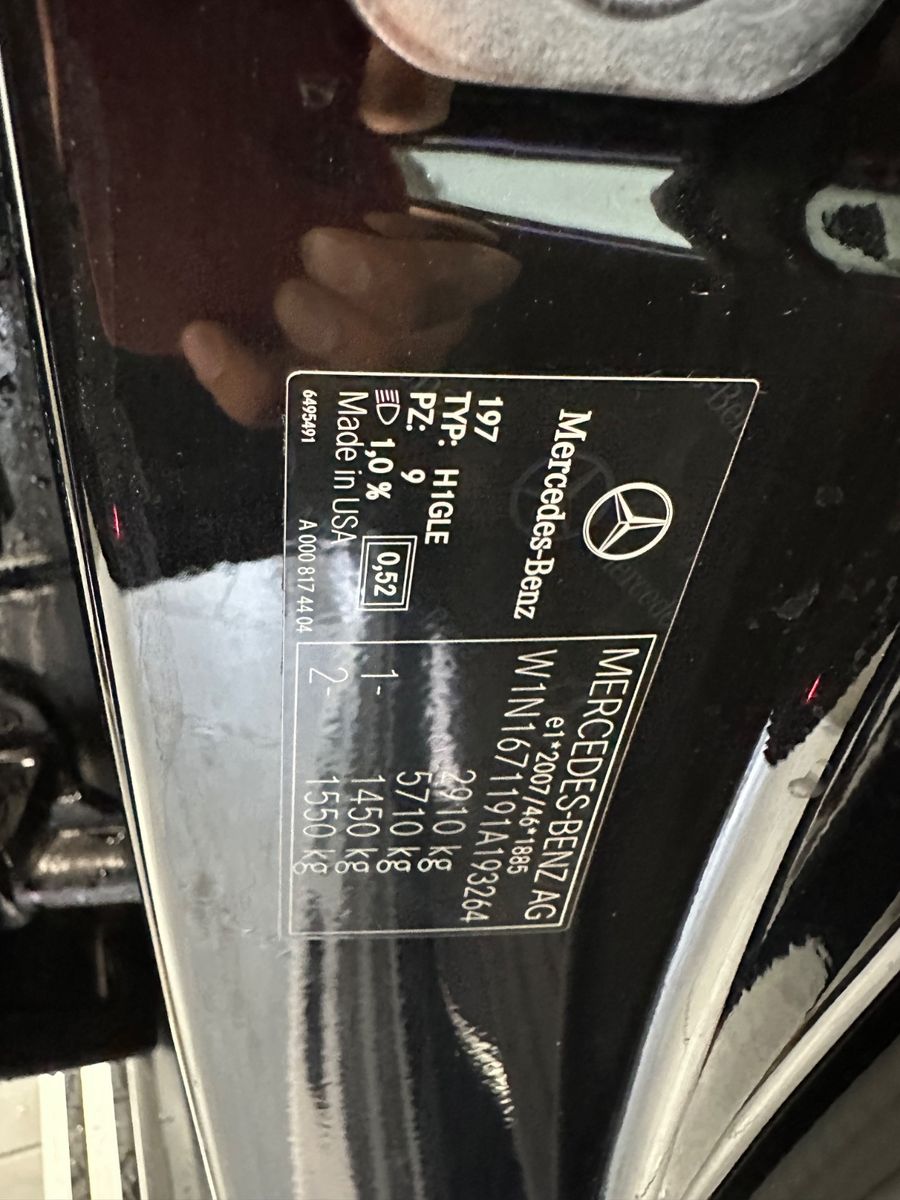 Mercedes-Benz
197
TYP: H1GLE
PZ: 9
1,0 % 0,52
Made in USA
6495491 A 000 817 44 04
MERCEDES-BENZ AG
e1*2007/46*1885
W1N1671191A193264
2910 kg
5710 kg
1- 1450 kg
2- 1550 kg